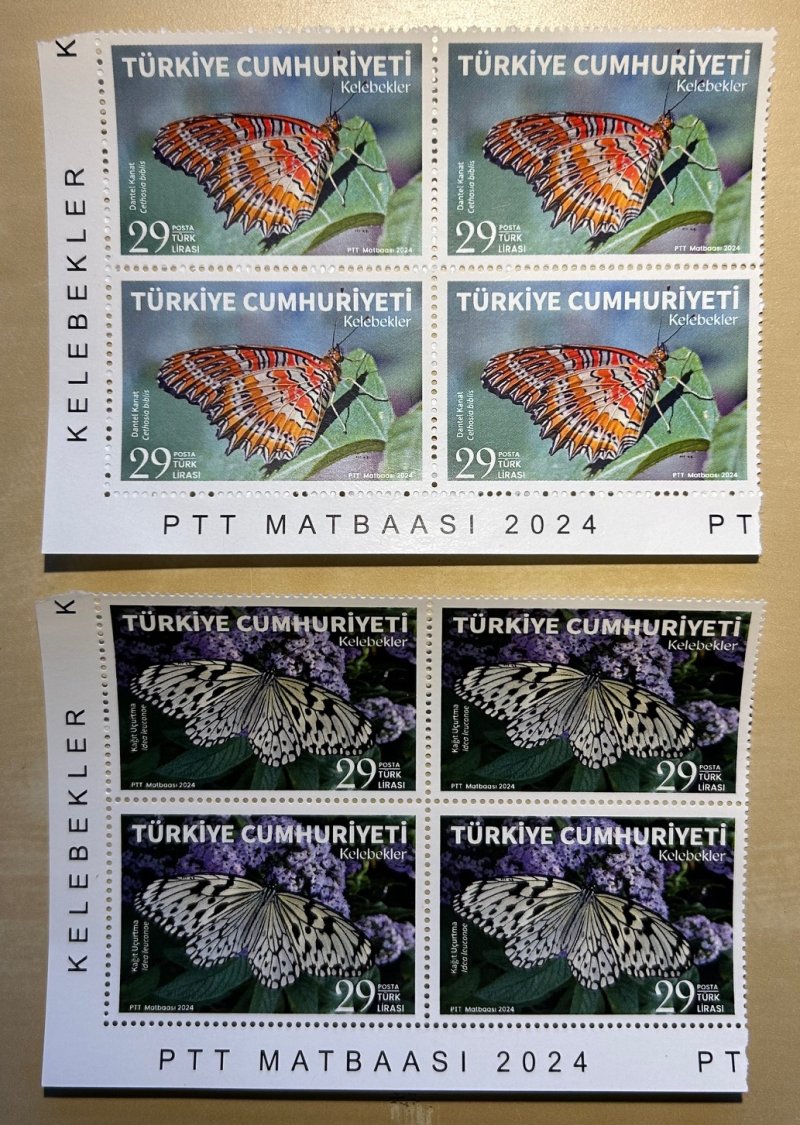 K
KELEBEKLER
TÜRKİYE CUMHURİYETİ
Kelebekler
Dantel Kanat
Cethosia biblis
29 POSTA
TÜRK
LİRASI
PTT Matbaası 2024
TÜRKİYE CUMHURİYETİ
Kelebekler
Dantel Kanat
Cethosia biblis
29 POSTA
TÜRK
LİRASI
PTT Matbaası 2024
TÜRKİYE CUMHURİYETİ
Kelebekler
Dantel Kanat
Cethosia biblis
29 POSTA
TÜRK
LİRASI
PTT Matbaası 2024
TÜRKİYE CUMHURİYETİ
Kelebekler
Dantel Kanat
Cethosia biblis
29 POSTA
TÜRK
LİRASI
PTT Matbaası 2024
PTT MATBAASI 2024 PT
K
KELEBEKLER
TÜRKİYE CUMHURİYETİ
Kelebekler
Kağıt Uçurtma
Idea leuconoe
PTT Matbaası 2024
29 POSTA
TÜRK
LİRASI
TÜRKİYE CUMHURİYETİ
Kelebekler
Kağıt Uçurtma
Idea leuconoe
PTT Matbaası 2024
29 POSTA
TÜRK
LİRASI
TÜRKİYE CUMHURİYETİ
Kelebekler
Kağıt Uçurtma
Idea leuconoe
PTT Matbaası 2024
29 POSTA
TÜRK
LİRASI
TÜRKİYE CUMHURİYETİ
Kelebekler
Kağıt Uçurtma
Idea leuconoe
PTT Matbaası 2024
29 POSTA
TÜRK
LİRASI
PTT MATBAASI 2024 PT